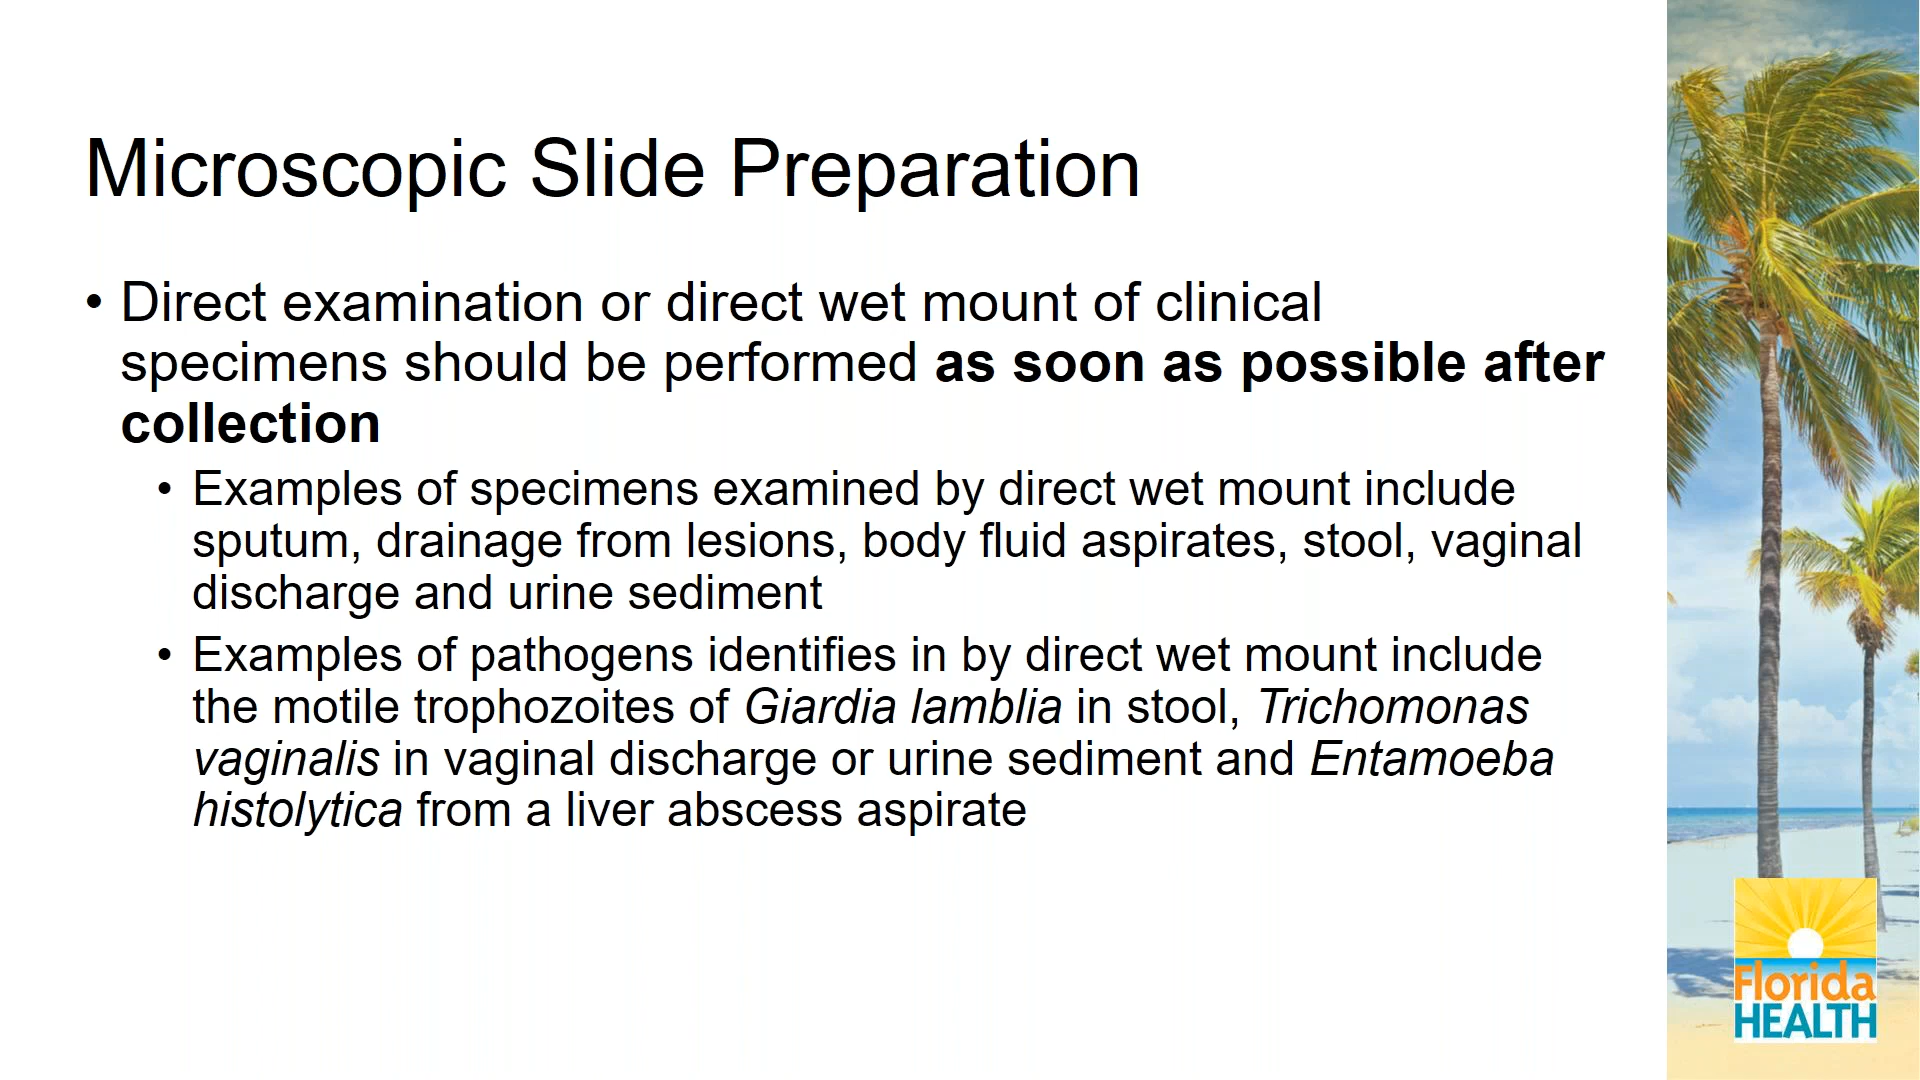 Microscopic Slide Preparation
• Direct examination or direct wet mount of clinical
specimens should be performed as soon as possible after
collection
• Examples of specimens examined by direct wet mount include
sputum, drainage from lesions, body fluid aspirates, stool, vaginal
discharge and urine sediment
• Examples of pathogens identifies in by direct wet mount include
the motile trophozoites of Giardia lamblia in stool, Trichomonas
vaginalis in vaginal discharge or urine sediment and Entamoeba
histolytica from a liver abscess aspirate
Florida
HEALTH